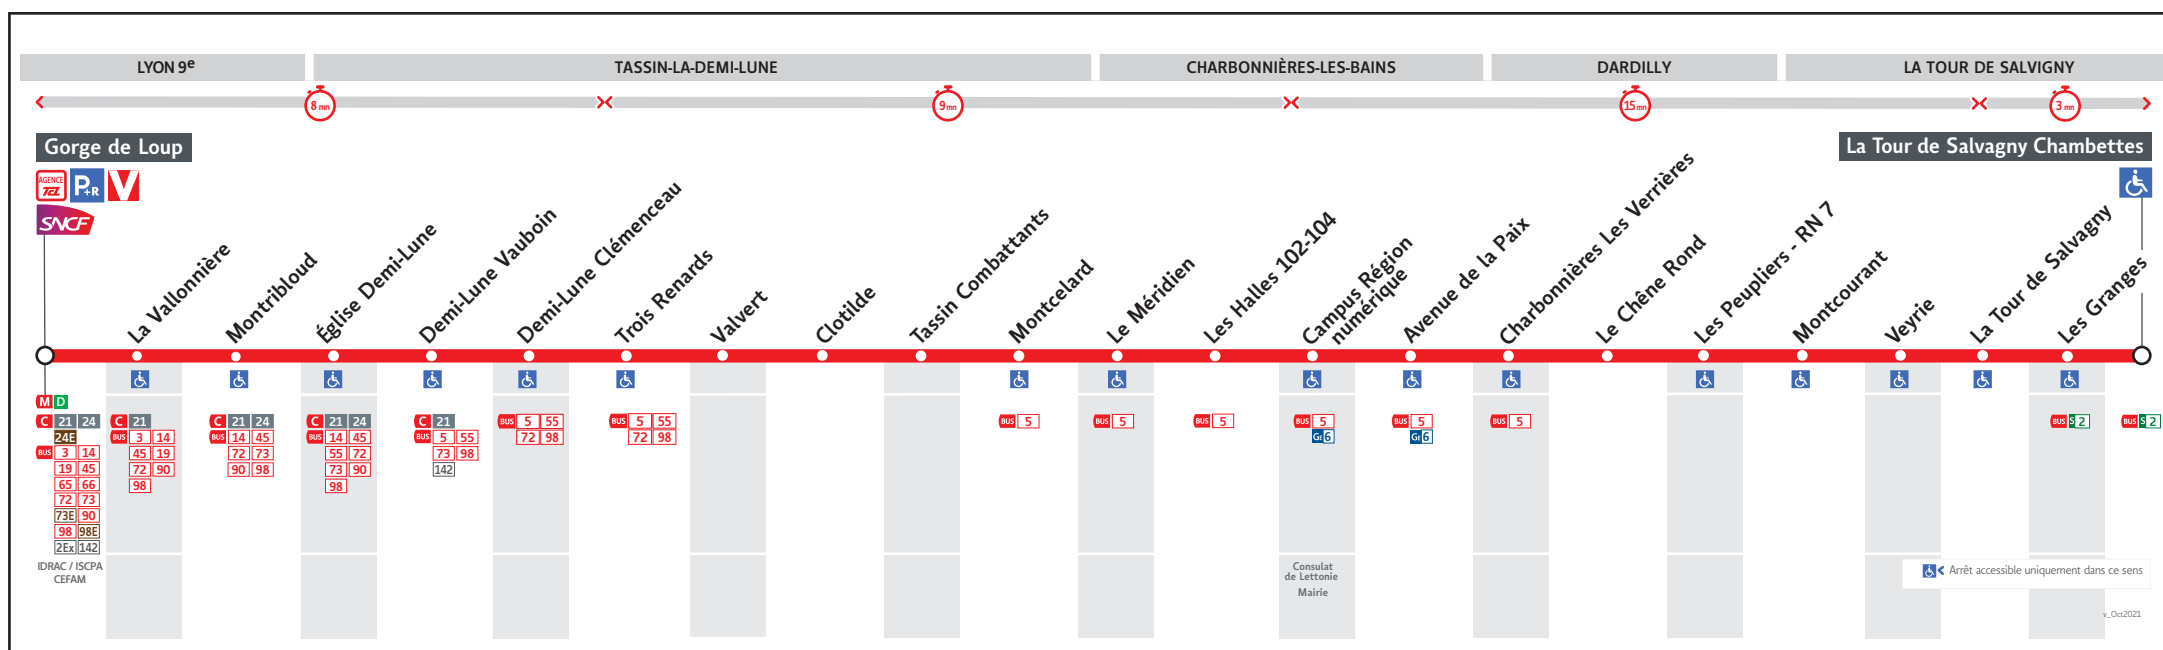 LYON 9e
TASSIN-LA-DEMI-LUNE
CHARBONNIÈRES-LES-BAINS
DARDILLY
LA TOUR DE SALVIGNY
8 mn
9 mn
15 mn
3 mn
Gorge de Loup
La Tour de Salvagny Chambettes
AGENCE
TCL
P+R
V
SNCF
La Vallonnière
Montribloud
Église Demi-Lune
Demi-Lune Vauboin
Demi-Lune Clémenceau
Trois Renards
Valvert
Clotilde
Tassin Combattants
Montcelard
Le Méridien
Les Halles 102-104
Campus Région
numérique
Avenue de la Paix
Charbonnières Les Verrières
Le Chêne Rond
Les Peupliers - RN 7
Montcourant
Veyrie
La Tour de Salvagny
Les Granges
M D
C 21 24
24E
BUS 3 14
19 45
65 66
72 73
73E 90
98 98E
2Ex 142
IDRAC / ISCPA
CEFAM
C 21
BUS 3 14
45 19
72 90
98
C 21 24
BUS 14 45
72 73
90 98
C 21 24
BUS 14 45
55 72
73 90
98
C 21
BUS 5 55
73 98
142
BUS 5 55
72 98
BUS 5 55
72 98
BUS 5
BUS 5
BUS 5
BUS 5
GE 6
Consulat
de Lettonie
Mairie
BUS 5
GE 6
BUS 5
BUS S 2
BUS S 2
Arrêt accessible uniquement dans ce sens
v_Oct2021